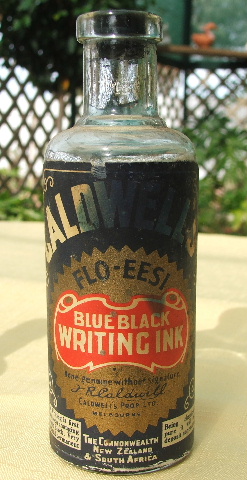 CALDWELL'S
FLO-EESI
BLUE BLACK
WRITING INK
None genuine without signature
F R Caldwell
CALDWELL'S PROP. LTD.
MELBOURNE
THE COMMONWEALTH
NEW ZEALAND
& SOUTH AFRICA